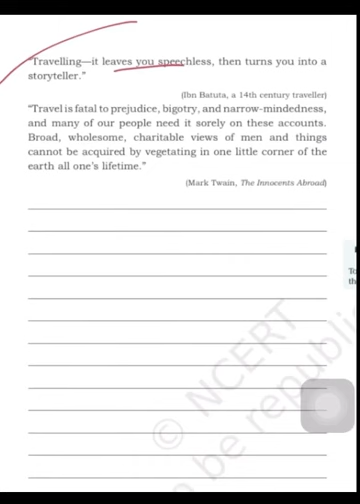 “Travelling—it leaves you speechless, then turns you into a
storyteller.”
(Ibn Batuta, a 14th century traveller)
“Travel is fatal to prejudice, bigotry, and narrow-mindedness,
and many of our people need it sorely on these accounts.
Broad, wholesome, charitable views of men and things
cannot be acquired by vegetating in one little corner of the
earth all one’s lifetime.”
(Mark Twain, The Innocents Abroad)
© NCERT
be republi